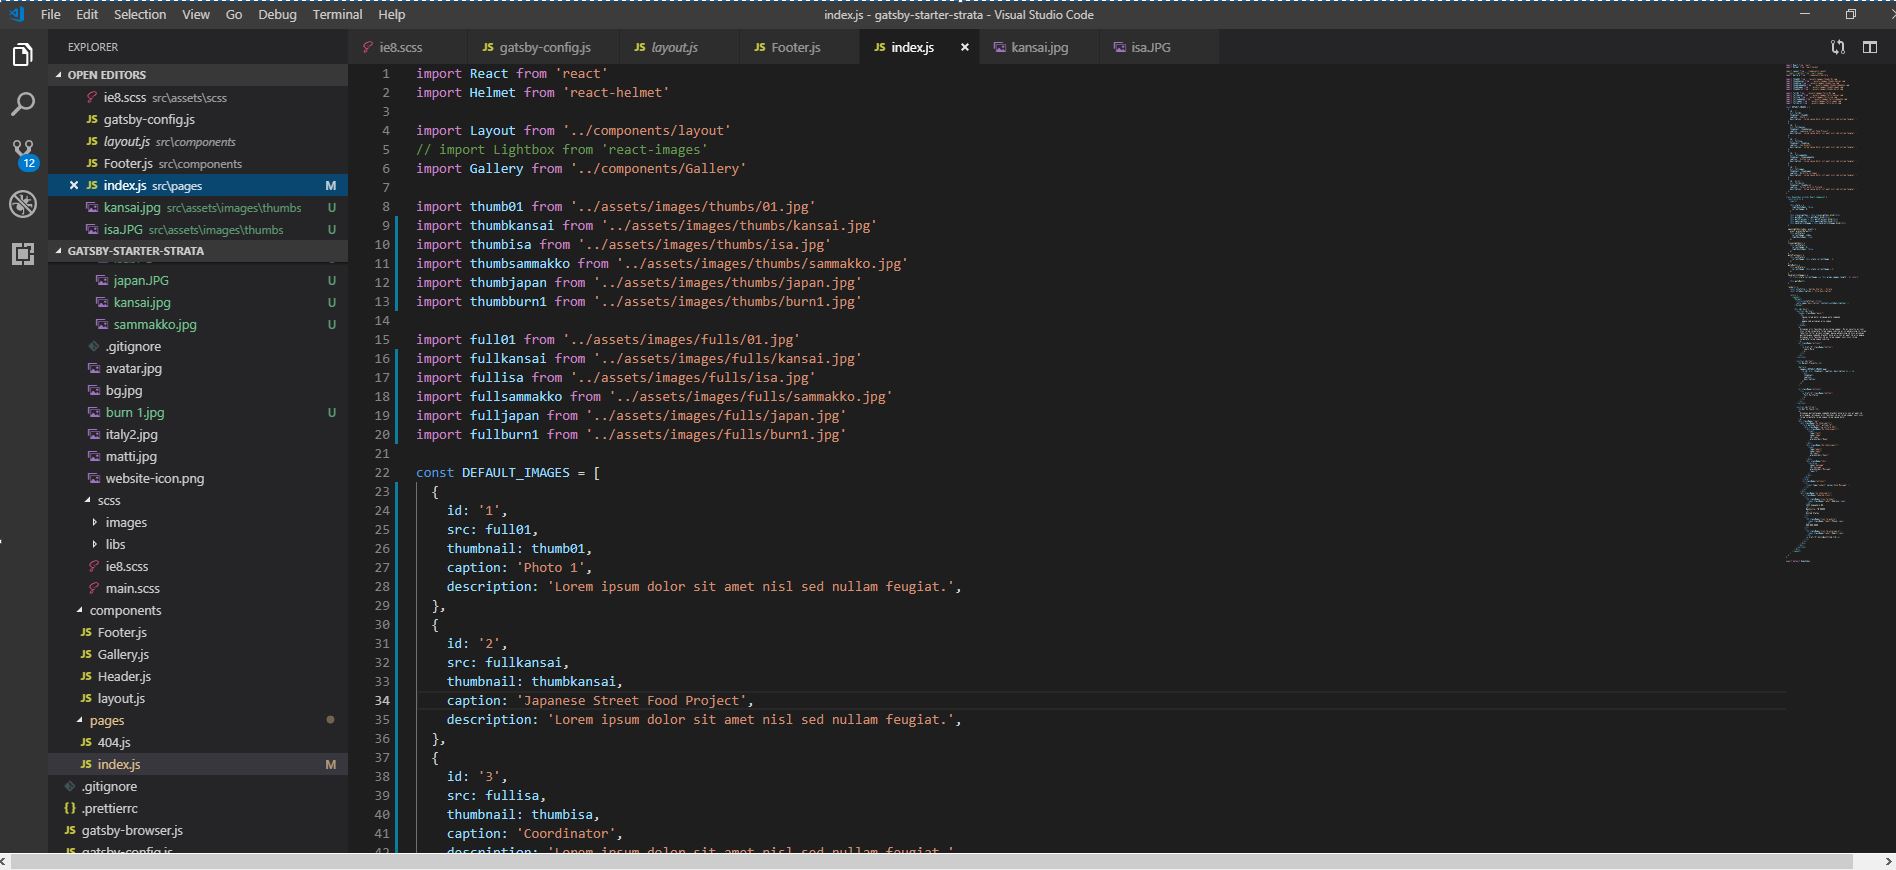 File Edit Selection View Go Debug Terminal Help
index.js - gatsby-starter-strata - Visual Studio Code
EXPLORER
OPEN EDITORS
ie8.scss src\assets\scss
JS gatsby-config.js
JS layout.js src\components
JS Footer.js src\components
JS index.js src\pages M
kansai.jpg src\assets\images\thumbs U
isa.JPG src\assets\images\thumbs U
12
GATSBY-STARTER-STRATA
japan.JPG U
kansai.jpg U
sammakko.jpg U
.gitignore
avatar.jpg
bg.jpg
burn 1.jpg U
italy2.jpg
matti.jpg
website-icon.png
scss
images
libs
ie8.scss
main.scss
components
JS Footer.js
JS Gallery.js
JS Header.js
JS layout.js
pages
JS 404.js
JS index.js M
.gitignore
{} .prettierrc
JS gatsby-browser.js
JS gatsby-config.js
ie8.scss JS gatsby-config.js JS layout.js JS Footer.js JS index.js kansai.jpg isa.JPG
1 import React from 'react'
2 import Helmet from 'react-helmet'
3
4 import Layout from '../components/layout'
5 // import Lightbox from 'react-images'
6 import Gallery from '../components/Gallery'
7
8 import thumb01 from '../assets/images/thumbs/01.jpg'
9 import thumbkansai from '../assets/images/thumbs/kansai.jpg'
10 import thumbisa from '../assets/images/thumbs/isa.jpg'
11 import thumbsammakko from '../assets/images/thumbs/sammakko.jpg'
12 import thumbjapan from '../assets/images/thumbs/japan.jpg'
13 import thumbburn1 from '../assets/images/thumbs/burn1.jpg'
14
15 import full01 from '../assets/images/fulls/01.jpg'
16 import fullkansai from '../assets/images/fulls/kansai.jpg'
17 import fullisa from '../assets/images/fulls/isa.jpg'
18 import fullsammakko from '../assets/images/fulls/sammakko.jpg'
19 import fulljapan from '../assets/images/fulls/japan.jpg'
20 import fullburn1 from '../assets/images/fulls/burn1.jpg'
21
22 const DEFAULT_IMAGES = [
23 {
24 id: '1',
25 src: full01,
26 thumbnail: thumb01,
27 caption: 'Photo 1',
28 description: 'Lorem ipsum dolor sit amet nisl sed nullam feugiat.',
29 },
30 {
31 id: '2',
32 src: fullkansai,
33 thumbnail: thumbkansai,
34 caption: 'Japanese Street Food Project',
35 description: 'Lorem ipsum dolor sit amet nisl sed nullam feugiat.',
36 },
37 {
38 id: '3',
39 src: fullisa,
40 thumbnail: thumbisa,
41 caption: 'Coordinator',
42 description: 'Lorem ipsum dolor sit amet nisl sed nullam feugiat.'